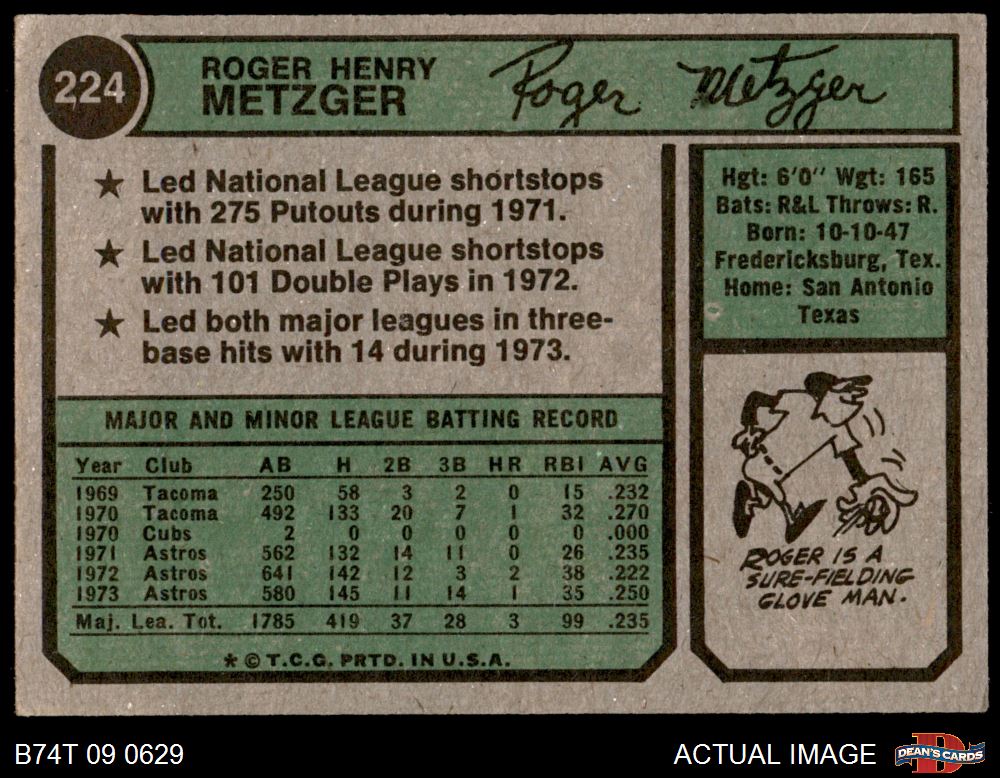 224
ROGER HENRY
METZGER
Roger Metzger
★ Led National League shortstops
with 275 Putouts during 1971.
★ Led National League shortstops
with 101 Double Plays in 1972.
★ Led both major leagues in three-
base hits with 14 during 1973.
Hgt: 6'0" Wgt: 165
Bats: R&L Throws: R.
Born: 10-10-47
Fredericksburg, Tex.
Home: San Antonio
Texas
MAJOR AND MINOR LEAGUE BATTING RECORD
Year Club AB H 2B 3B HR RBI AVG
1969 Tacoma 250 58 3 2 0 15 .232
1970 Tacoma 492 133 20 7 1 32 .270
1970 Cubs 2 0 0 0 0 0 .000
1971 Astros 562 132 14 11 0 26 .235
1972 Astros 641 142 12 3 2 38 .222
1973 Astros 580 145 11 14 1 35 .250
Maj. Lea. Tot. 1785 419 37 28 3 99 .235
* © T.C.G. PRTD. IN U.S.A.
ROGER IS A
SURE-FIELDING
GLOVE MAN.
B74T 09 0629
ACTUAL IMAGE
DEAN'S CARDS